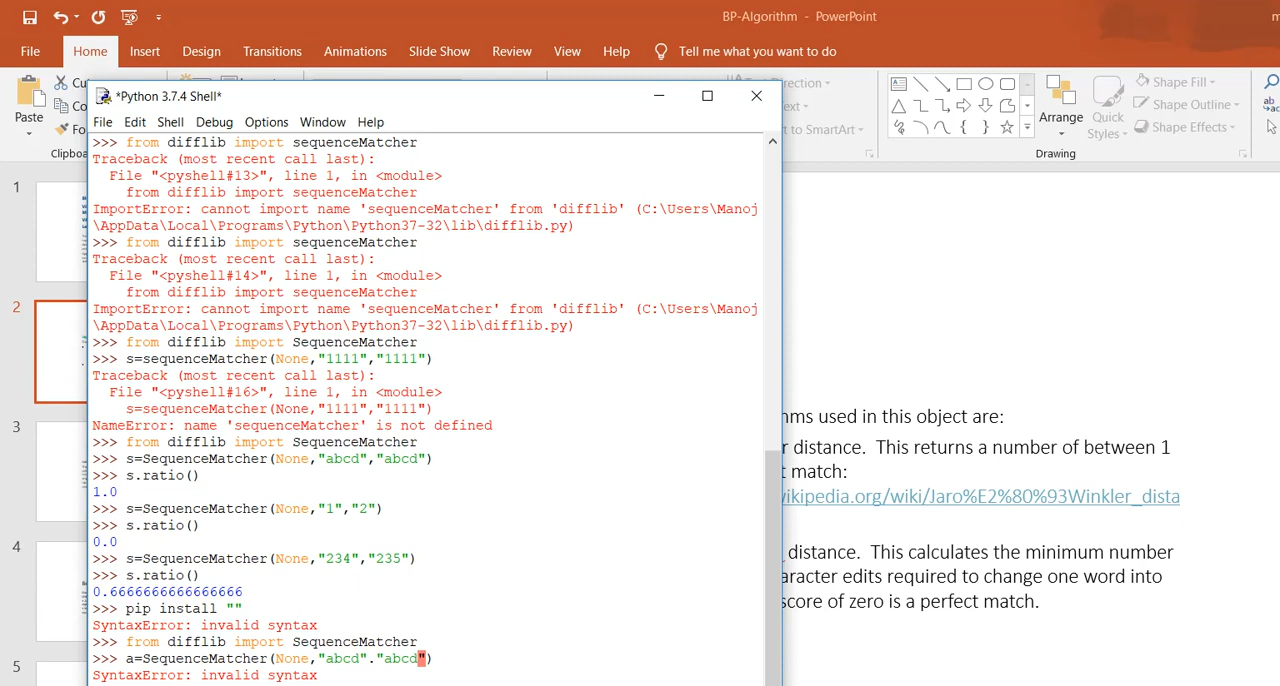 BP-Algorithm - PowerPoint
File Home Insert Design Transitions Animations Slide Show Review View Help Tell me what you want to do
Paste
Arrange
Quick Styles
Shape Fill
Shape Outline
Shape Effects
t to SmartArt
Drawing
*Python 3.7.4 Shell*
File Edit Shell Debug Options Window Help
>>> from difflib import sequenceMatcher
Traceback (most recent call last):
File "<pyshell#13>", line 1, in <module>
from difflib import sequenceMatcher
ImportError: cannot import name 'sequenceMatcher' from 'difflib' (C:\Users\Manoj
\AppData\Local\Programs\Python\Python37-32\lib\difflib.py)
>>> from difflib import sequenceMatcher
Traceback (most recent call last):
File "<pyshell#14>", line 1, in <module>
from difflib import sequenceMatcher
ImportError: cannot import name 'sequenceMatcher' from 'difflib' (C:\Users\Manoj
\AppData\Local\Programs\Python\Python37-32\lib\difflib.py)
>>> from difflib import SequenceMatcher
>>> s=sequenceMatcher(None,"1111","1111")
Traceback (most recent call last):
File "<pyshell#16>", line 1, in <module>
s=sequenceMatcher(None,"1111","1111")
NameError: name 'sequenceMatcher' is not defined
>>> from difflib import SequenceMatcher
>>> s=SequenceMatcher(None,"abcd","abcd")
>>> s.ratio()
1.0
>>> s=SequenceMatcher(None,"1","2")
>>> s.ratio()
0.0
>>> s=SequenceMatcher(None,"234","235")
>>> s.ratio()
0.6666666666666666
>>> pip install ""
SyntaxError: invalid syntax
>>> from difflib import SequenceMatcher
>>> a=SequenceMatcher(None,"abcd"."abcd")
SyntaxError: invalid syntax
1
2
3
4
5
hms used in this object are:
r distance. This returns a number of between 1
t match:
vikipedia.org/wiki/Jaro%E2%80%93Winkler_dista
distance. This calculates the minimum number
aracter edits required to change one word into
score of zero is a perfect match.